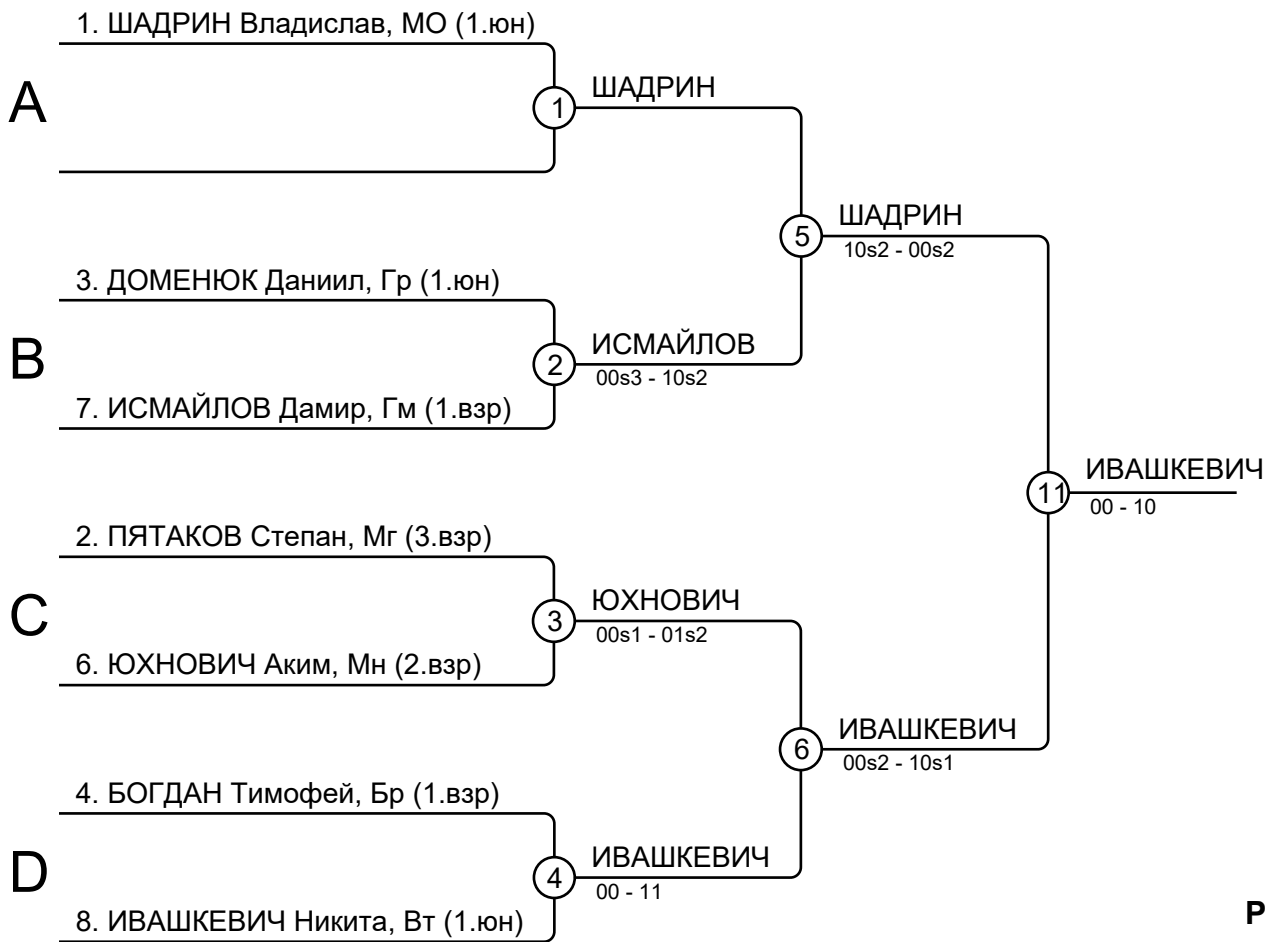 1. ШАДРИН Владислав, МО (1.юн)
A
1
ШАДРИН
5
ШАДРИН
10s2 - 00s2
3. ДОМЕНЮК Даниил, Гр (1.юн)
B
2
ИСМАЙЛОВ
00s3 - 10s2
7. ИСМАЙЛОВ Дамир, Гм (1.взр)
11
ИВАШКЕВИЧ
00 - 10
2. ПЯТАКОВ Степан, Мг (3.взр)
C
3
ЮХНОВИЧ
00s1 - 01s2
6. ЮХНОВИЧ Аким, Мн (2.взр)
6
ИВАШКЕВИЧ
00s2 - 10s1
4. БОГДАН Тимофей, Бр (1.взр)
D
4
ИВАШКЕВИЧ
00 - 11
8. ИВАШКЕВИЧ Никита, Вт (1.юн)
Р